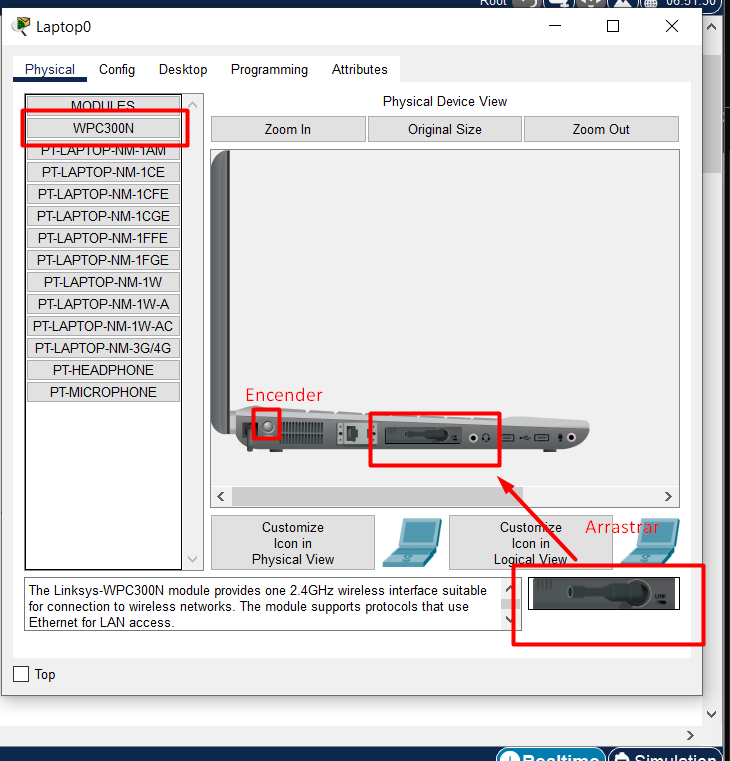 Root
06:51:30
Laptop0
Physical
Config
Desktop
Programming
Attributes
MODULES
WPC300N
PT-LAPTOP-NM-1AM
PT-LAPTOP-NM-1CE
PT-LAPTOP-NM-1CFE
PT-LAPTOP-NM-1CGE
PT-LAPTOP-NM-1FFE
PT-LAPTOP-NM-1FGE
PT-LAPTOP-NM-1W
PT-LAPTOP-NM-1W-A
PT-LAPTOP-NM-1W-AC
PT-LAPTOP-NM-3G/4G
PT-HEADPHONE
PT-MICROPHONE
Physical Device View
Zoom In
Original Size
Zoom Out
Encender
Customize
Icon in
Physical View
Customize
Icon in
Logical View
Arrastrar
The Linksys-WPC300N module provides one 2.4GHz wireless interface suitable
for connection to wireless networks. The module supports protocols that use
Ethernet for LAN access.
LINK
Top
Realtime
Simulation